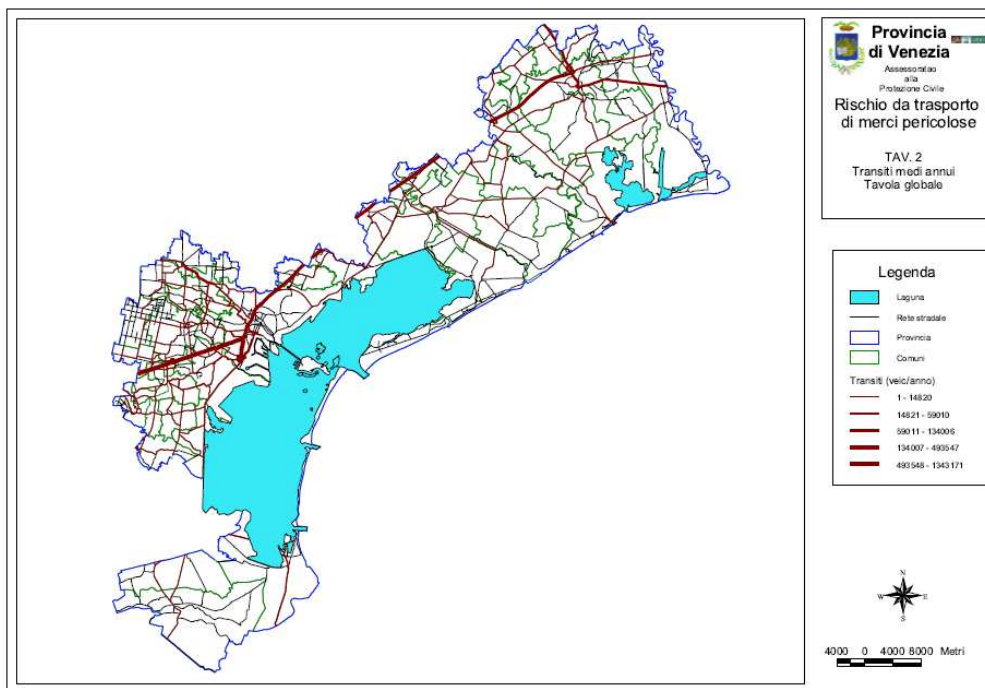 Provincia
di Venezia
Assessoratao
alla
Protezione Civile
Rischio da trasporto
di merci pericolose
TAV. 2
Transiti medi annui
Tavola globale
Legenda
Laguna
Rete stradale
Provincia
Comuni
Transiti (veic/anno)
1 - 14820
14821 - 59010
59011 - 134006
134007 - 493547
493548 - 1343171
N
W E
S
4000 0 4000 8000 Metri